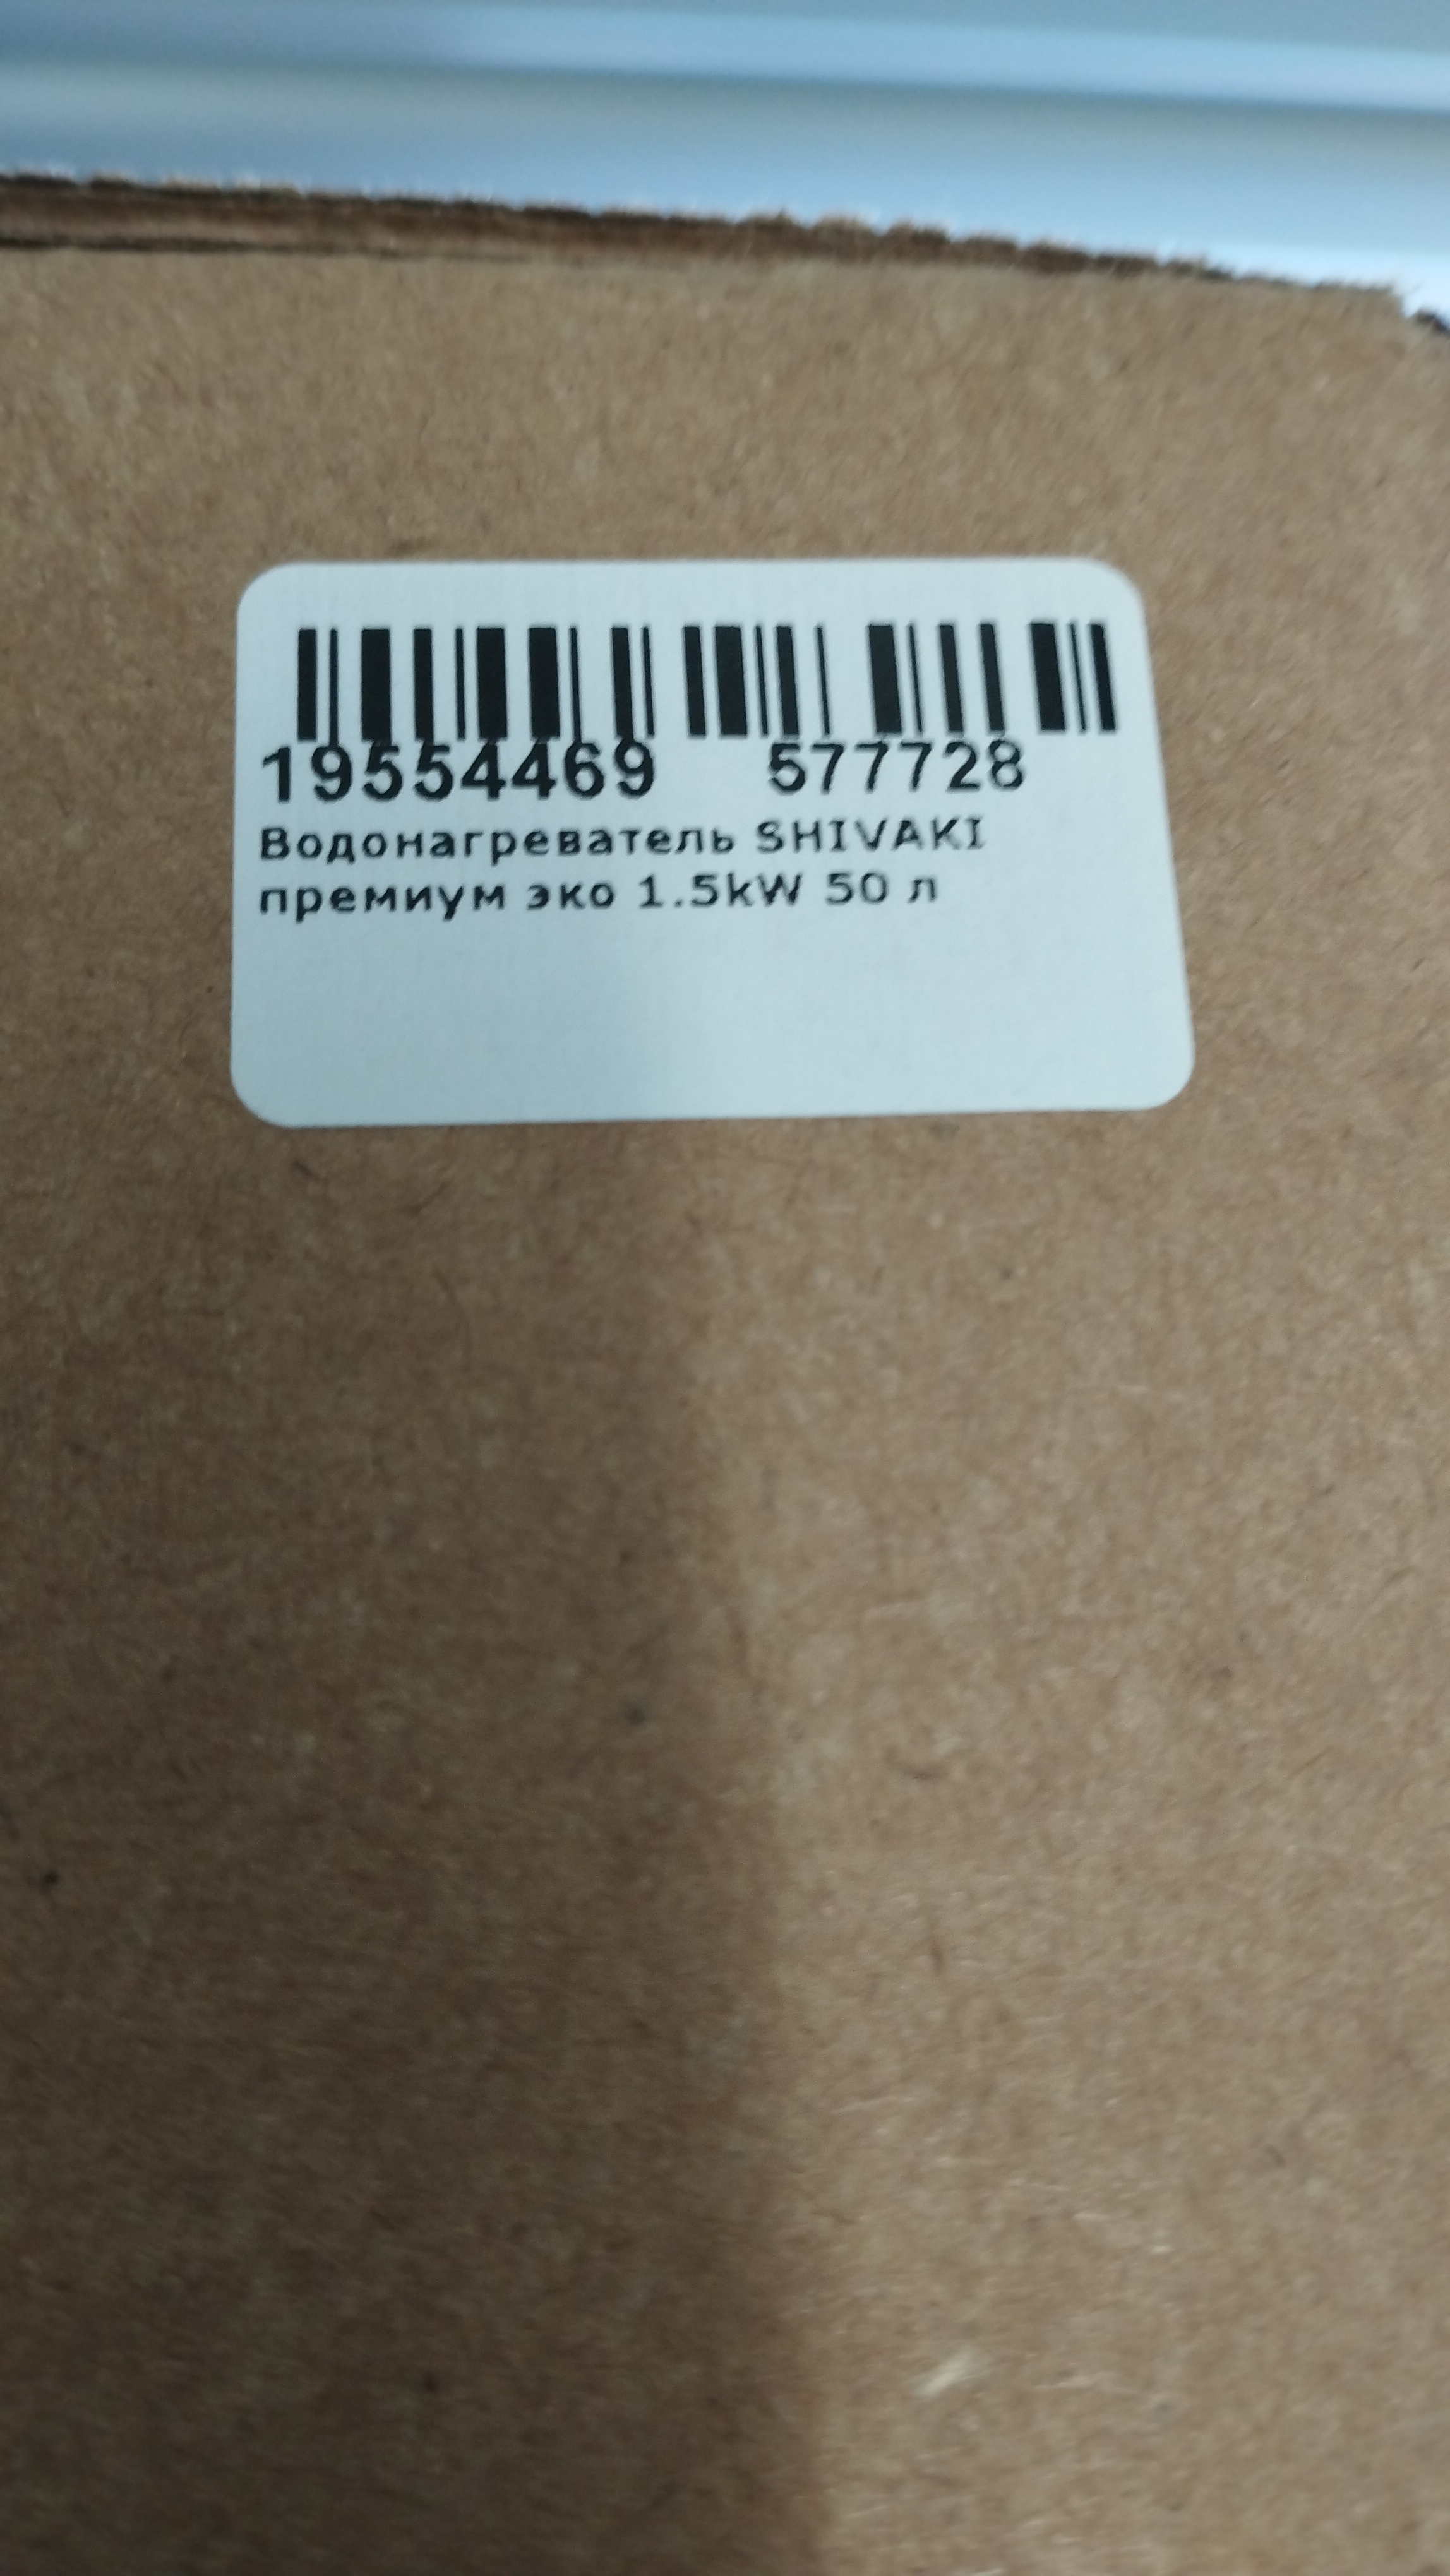 19554469 577728
Водонагреватель SHIVAKI
премиум эко 1.5kW 50 л